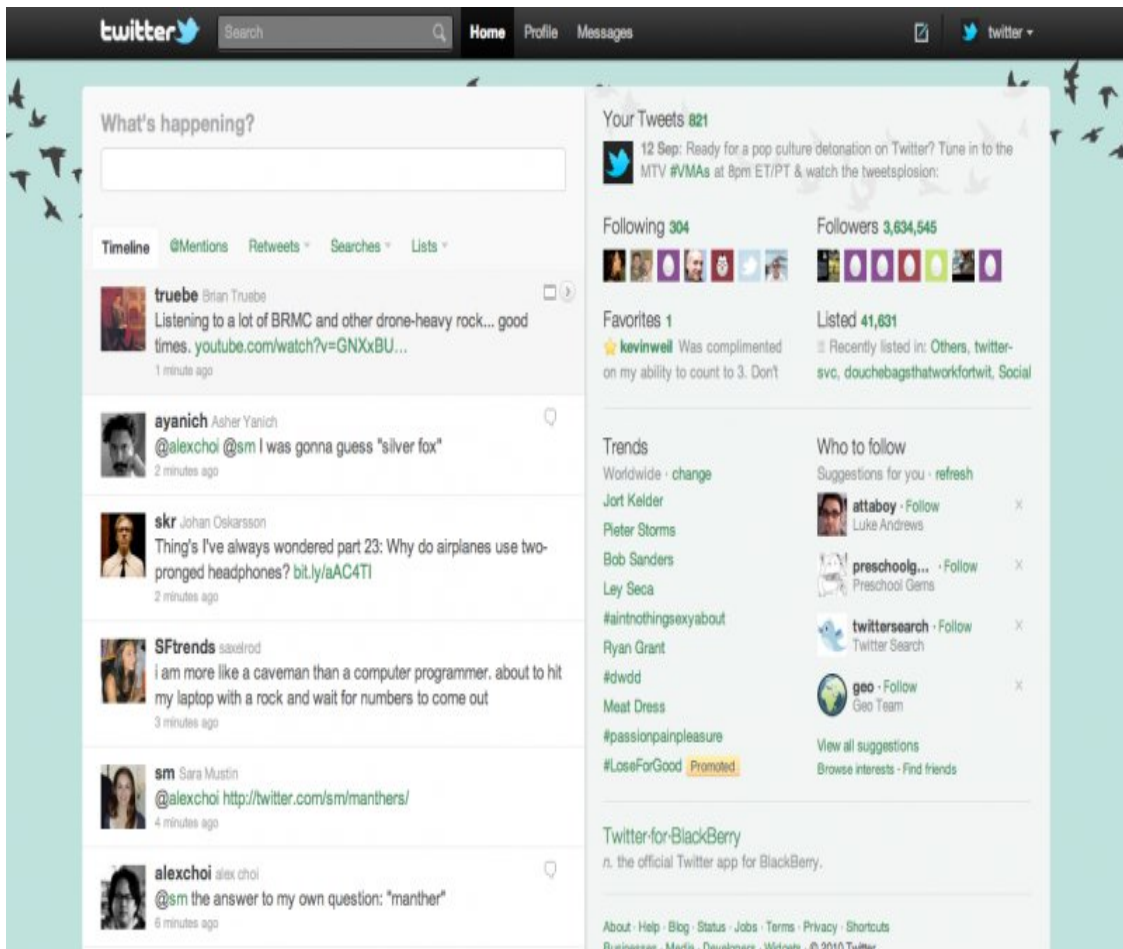 twitter
Search
Home Profile Messages
twitter
What's happening?
Timeline @Mentions Retweets Searches Lists
truebe Brian Truebe
Listening to a lot of BRMC and other drone-heavy rock... good
times. youtube.com/watch?v=GNXxBU...
1 minute ago
ayanich Asher Yanich
@alexchoi @sm I was gonna guess "silver fox"
2 minutes ago
skr Johan Oskarsson
Thing's I've always wondered part 23: Why do airplanes use two-
pronged headphones? bit.ly/aAC4TI
2 minutes ago
SFtrends saxelrod
i am more like a caveman than a computer programmer. about to hit
my laptop with a rock and wait for numbers to come out
3 minutes ago
sm Sara Mustin
@alexchoi http://twitter.com/sm/manthers/
4 minutes ago
alexchoi alex choi
@sm the answer to my own question: "manther"
6 minutes ago
Your Tweets 821
12 Sep: Ready for a pop culture detonation on Twitter? Tune in to the
MTV #VMAs at 8pm ET/PT & watch the tweetsplosion:
Following 304
Followers 3,634,545
Favorites 1
kevinweil Was complimented
on my ability to count to 3. Don't
Listed 41,631
Recently listed in: Others, twitter-
svc, douchebagsthatworkfortwit, Social
Trends
Worldwide · change
Jort Kelder
Pieter Storms
Bob Sanders
Ley Seca
#aintnothingsexyabout
Ryan Grant
#dwdd
Meat Dress
#passionpainpleasure
#LoseForGood Promoted
Who to follow
Suggestions for you · refresh
attaboy · Follow
Luke Andrews
preschoolg... · Follow
Preschool Gems
twittersearch · Follow
Twitter Search
geo · Follow
Geo Team
View all suggestions
Browse interests · Find friends
Twitter·for·BlackBerry
n. the official Twitter app for BlackBerry.
About · Help · Blog · Status · Jobs · Terms · Privacy · Shortcuts
Businesses · Media · Developers · Widgets · © 2010 Twitter